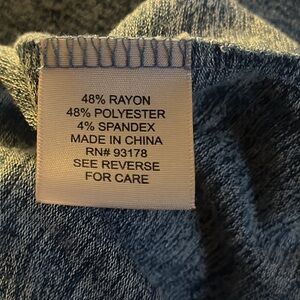 48% RAYON
48% POLYESTER
4% SPANDEX
MADE IN CHINA
RN# 93178
SEE REVERSE
FOR CARE